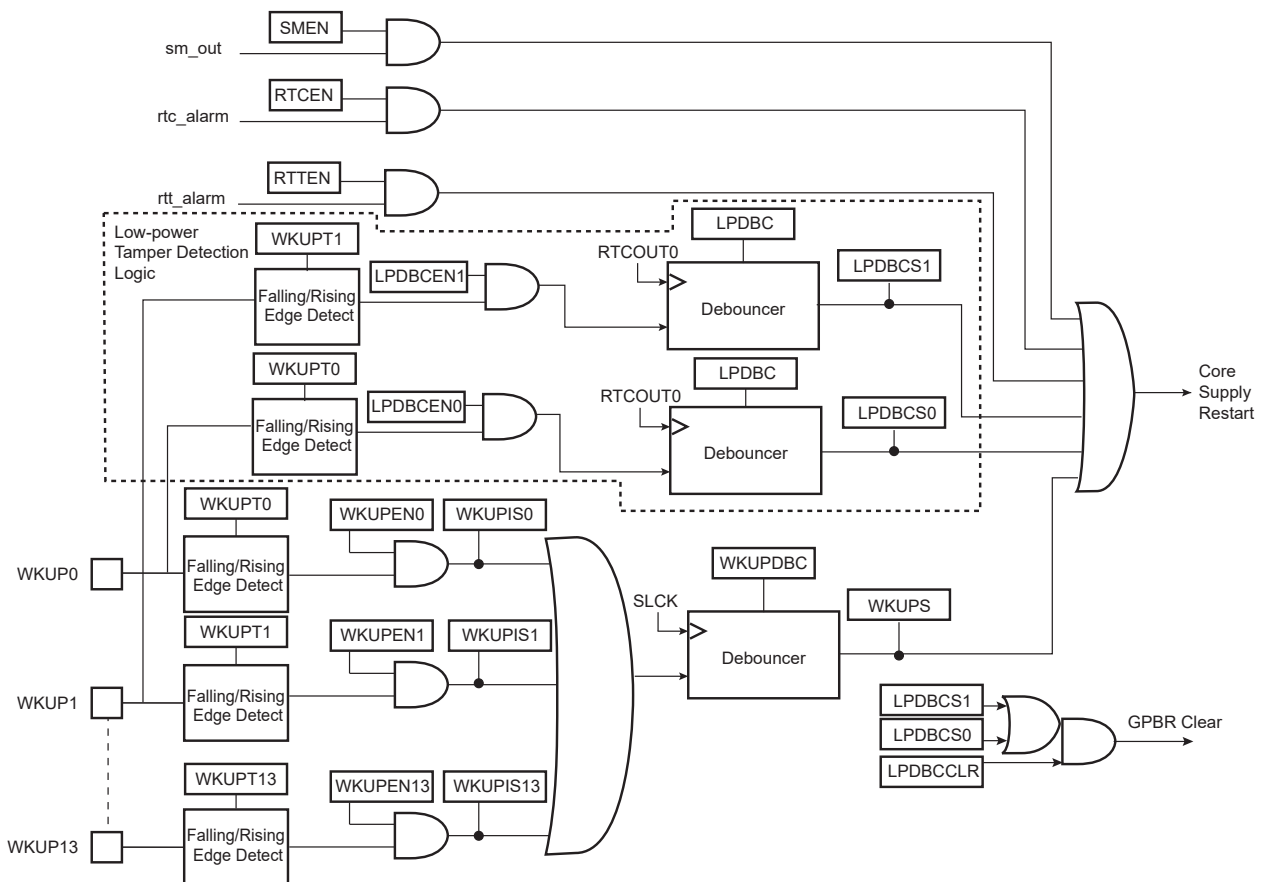 SMEN
sm_out
RTCEN
rtc_alarm
RTTEN
rtt_alarm
Low-power
Tamper Detection
Logic
WKUPT1
LPDBC
RTCOUT0
LPDBCS1
LPDBCEN1
Falling/Rising
Edge Detect
Debouncer
WKUPT0
LPDBC
RTCOUT0
LPDBCS0
LPDBCEN0
Falling/Rising
Edge Detect
Debouncer
Core
Supply
Restart
WKUPT0
WKUPEN0
WKUPIS0
WKUP0
Falling/Rising
Edge Detect
WKUPDBC
SLCK
WKUPS
WKUPT1
WKUPEN1
WKUPIS1
Debouncer
WKUP1
Falling/Rising
Edge Detect
LPDBCS1
LPDBCS0
LPDBCCLR
GPBR Clear
WKUPT13
WKUPEN13
WKUPIS13
WKUP13
Falling/Rising
Edge Detect